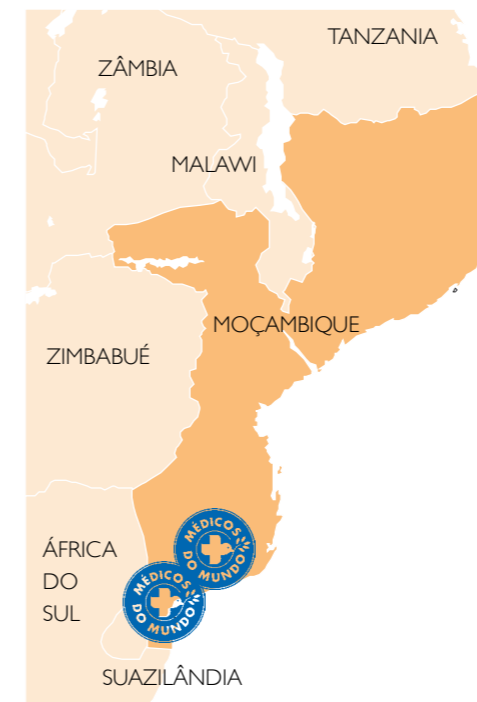 TANZANIA
ZÂMBIA
MALAWI
MOÇAMBIQUE
ZIMBABUÉ
MÉDICOS
DO MUNDO
ÁFRICA
DO
SUL
MÉDICOS
DO MUNDO
SUAZILÂNDIA